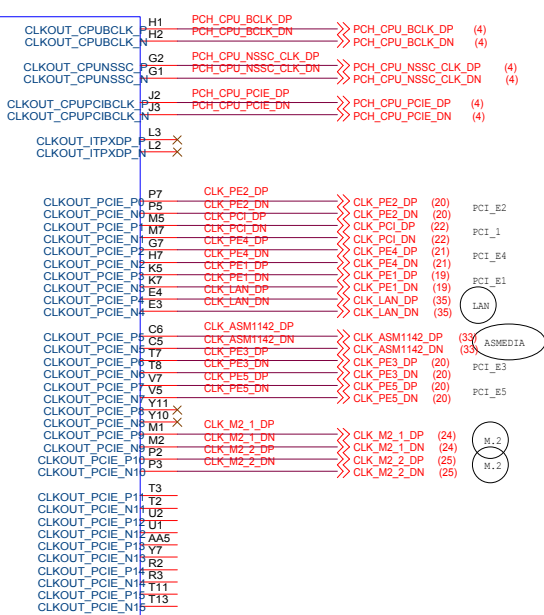 CLKOUT_CPUBCLK_P H1 PCH_CPU_BCLK_DP PCH_CPU_BCLK_DP (4)
CLKOUT_CPUBCLK_N H2 PCH_CPU_BCLK_DN PCH_CPU_BCLK_DN (4)
CLKOUT_CPUNSSC_P G2 PCH_CPU_NSSC_CLK_DP PCH_CPU_NSSC_CLK_DP (4)
CLKOUT_CPUNSSC_N G1 PCH_CPU_NSSC_CLK_DN PCH_CPU_NSSC_CLK_DN (4)
CLKOUT_CPUPCIBCLK_P J2 PCH_CPU_PCIE_DP PCH_CPU_PCIE_DP (4)
CLKOUT_CPUPCIBCLK_N J3 PCH_CPU_PCIE_DN PCH_CPU_PCIE_DN (4)
CLKOUT_ITPXDP_P L3
CLKOUT_ITPXDP_N L2
CLKOUT_PCIE_P0 P7 CLK_PE2_DP CLK_PE2_DP (20) PCI_E2
CLKOUT_PCIE_N0 P5 CLK_PE2_DN CLK_PE2_DN (20)
CLKOUT_PCIE_P1 M5 CLK_PCI_DP CLK_PCI_DP (22) PCI_1
CLKOUT_PCIE_N1 M7 CLK_PCI_DN CLK_PCI_DN (22)
CLKOUT_PCIE_P2 G7 CLK_PE4_DP CLK_PE4_DP (21) PCI_E4
CLKOUT_PCIE_N2 H7 CLK_PE4_DN CLK_PE4_DN (21)
CLKOUT_PCIE_P3 K5 CLK_PE1_DP CLK_PE1_DP (19) PCI_E1
CLKOUT_PCIE_N3 K7 CLK_PE1_DN CLK_PE1_DN (19)
CLKOUT_PCIE_P4 E4 CLK_LAN_DP CLK_LAN_DP (35) LAN
CLKOUT_PCIE_N4 E3 CLK_LAN_DN CLK_LAN_DN (35)
CLKOUT_PCIE_P5 C6 CLK_ASM1142_DP CLK_ASM1142_DP (33) ASMEDIA
CLKOUT_PCIE_N5 C5 CLK_ASM1142_DN CLK_ASM1142_DN (33)
CLKOUT_PCIE_P6 T7 CLK_PE3_DP CLK_PE3_DP (20) PCI_E3
CLKOUT_PCIE_N6 T8 CLK_PE3_DN CLK_PE3_DN (20)
CLKOUT_PCIE_P7 V7 CLK_PE5_DP CLK_PE5_DP (20) PCI_E5
CLKOUT_PCIE_N7 V5 CLK_PE5_DN CLK_PE5_DN (20)
CLKOUT_PCIE_P8 Y11
CLKOUT_PCIE_N8 Y10
CLKOUT_PCIE_P9 M1 CLK_M2_1_DP CLK_M2_1_DP (24) M.2
CLKOUT_PCIE_N9 M2 CLK_M2_1_DN CLK_M2_1_DN (24)
CLKOUT_PCIE_P10 P2 CLK_M2_2_DP CLK_M2_2_DP (25) M.2
CLKOUT_PCIE_N10 P3 CLK_M2_2_DN CLK_M2_2_DN (25)
CLKOUT_PCIE_P11 T3
CLKOUT_PCIE_N11 T2
CLKOUT_PCIE_P12 U2
CLKOUT_PCIE_N12 U1
CLKOUT_PCIE_P13 AA5
CLKOUT_PCIE_N13 Y7
CLKOUT_PCIE_P14 R2
CLKOUT_PCIE_N14 R3
CLKOUT_PCIE_P15 T11
CLKOUT_PCIE_N15 T13